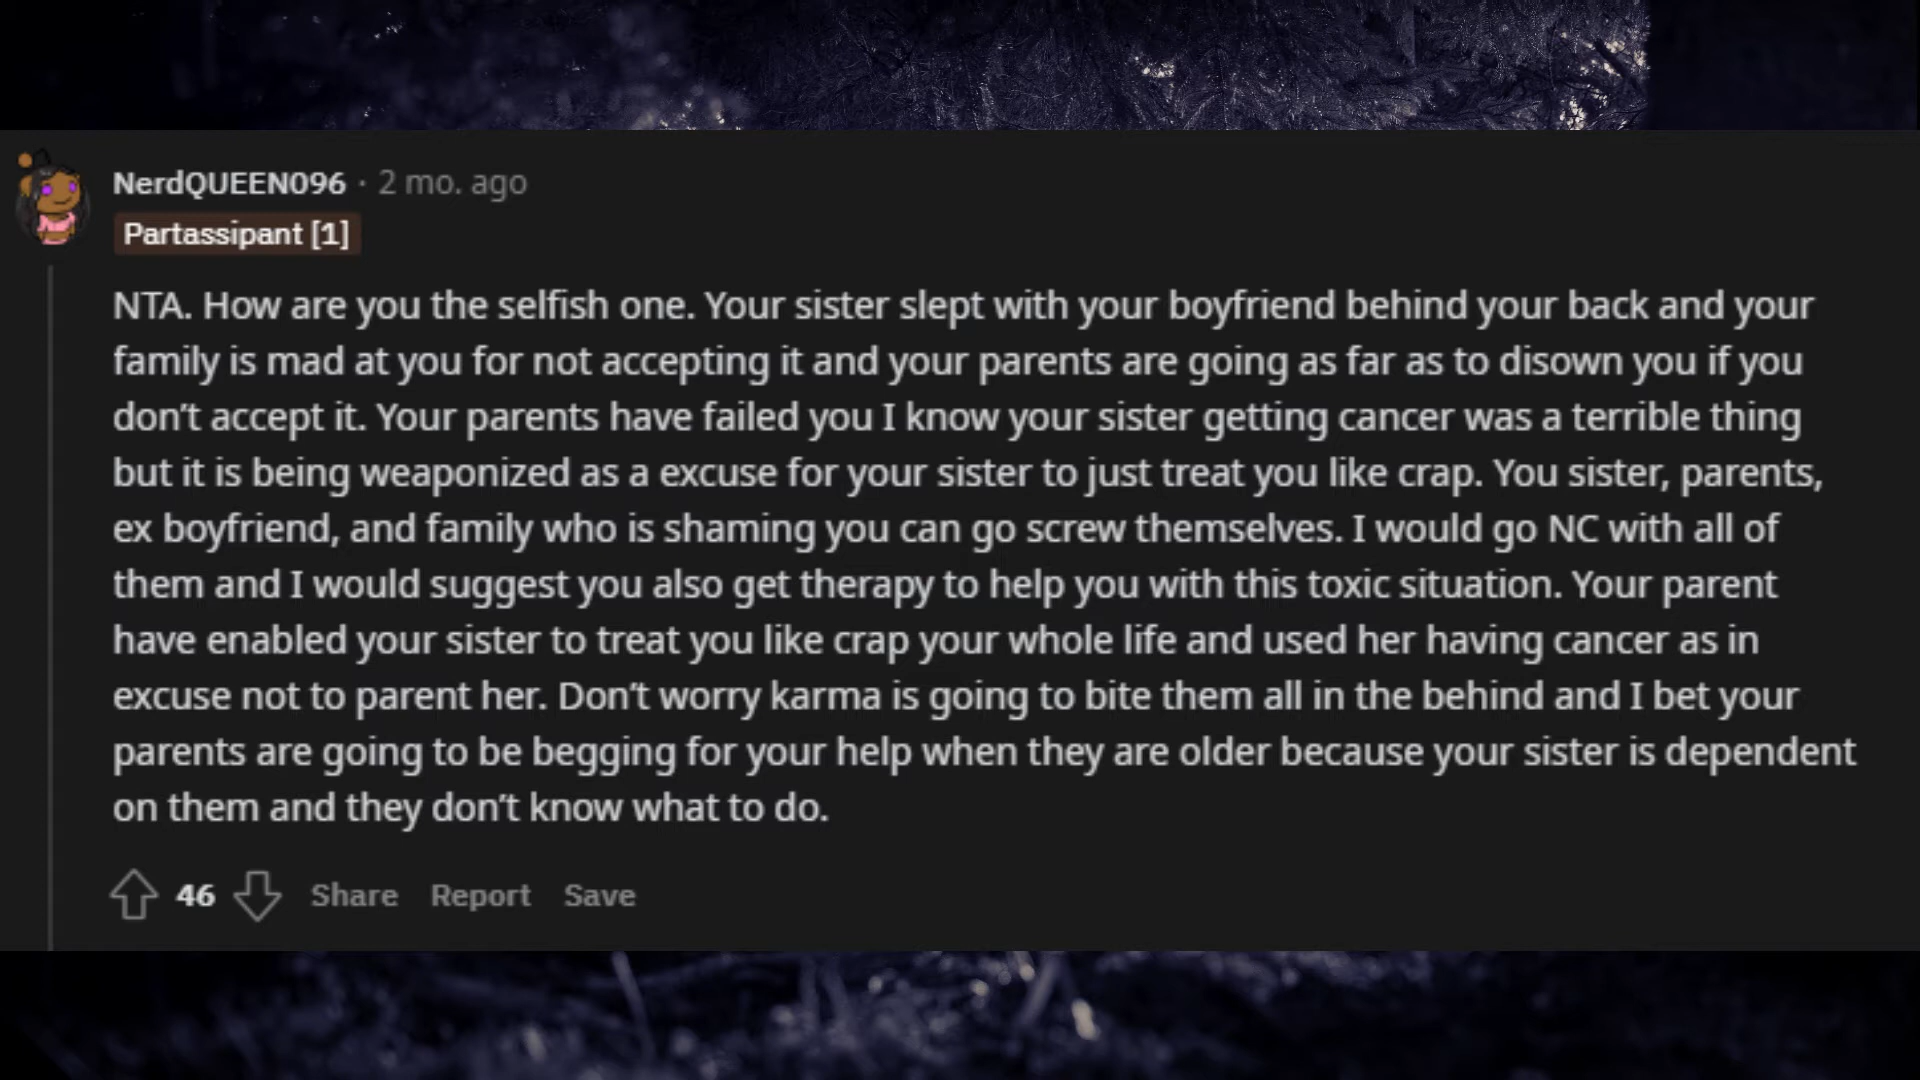 NerdQUEEN096 · 2 mo. ago
Partassipant [1]
NTA. How are you the selfish one. Your sister slept with your boyfriend behind your back and your
family is mad at you for not accepting it and your parents are going as far as to disown you if you
don’t accept it. Your parents have failed you I know your sister getting cancer was a terrible thing
but it is being weaponized as a excuse for your sister to just treat you like crap. You sister, parents,
ex boyfriend, and family who is shaming you can go screw themselves. I would go NC with all of
them and I would suggest you also get therapy to help you with this toxic situation. Your parent
have enabled your sister to treat you like crap your whole life and used her having cancer as in
excuse not to parent her. Don’t worry karma is going to bite them all in the behind and I bet your
parents are going to be begging for your help when they are older because your sister is dependent
on them and they don’t know what to do.
46 Share Report Save